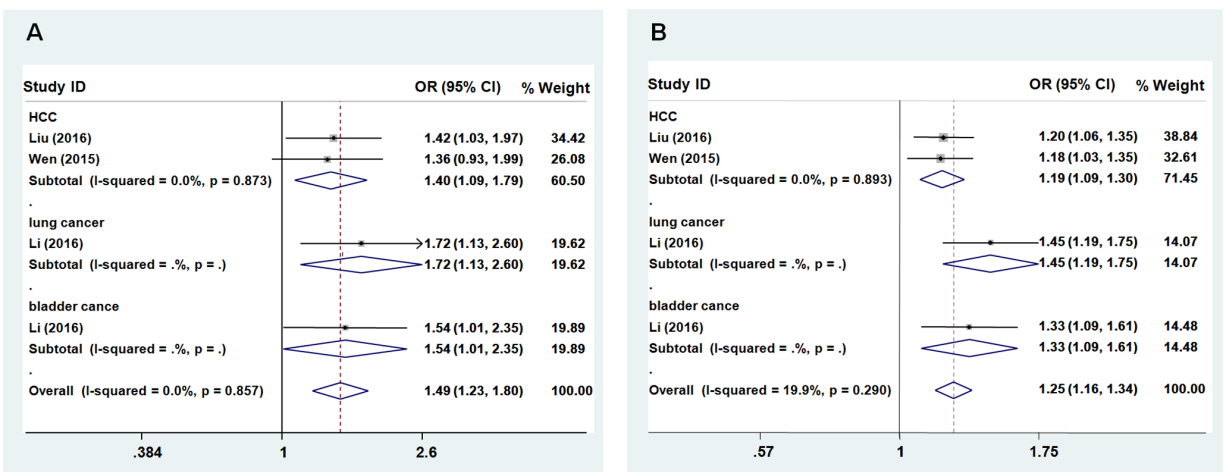 A
Study ID OR (95% CI) % Weight
HCC
Liu (2016) 1.42 (1.03, 1.97) 34.42
Wen (2015) 1.36 (0.93, 1.99) 26.08
Subtotal (I-squared = 0.0%, p = 0.873) 1.40 (1.09, 1.79) 60.50
.
lung cancer
Li (2016) 1.72 (1.13, 2.60) 19.62
Subtotal (I-squared = .%, p = .) 1.72 (1.13, 2.60) 19.62
.
bladder cance
Li (2016) 1.54 (1.01, 2.35) 19.89
Subtotal (I-squared = .%, p = .) 1.54 (1.01, 2.35) 19.89
.
Overall (I-squared = 0.0%, p = 0.857) 1.49 (1.23, 1.80) 100.00
.384 1 2.6
B
Study ID OR (95% CI) % Weight
HCC
Liu (2016) 1.20 (1.06, 1.35) 38.84
Wen (2015) 1.18 (1.03, 1.35) 32.61
Subtotal (I-squared = 0.0%, p = 0.893) 1.19 (1.09, 1.30) 71.45
.
lung cancer
Li (2016) 1.45 (1.19, 1.75) 14.07
Subtotal (I-squared = .%, p = .) 1.45 (1.19, 1.75) 14.07
.
bladder cance
Li (2016) 1.33 (1.09, 1.61) 14.48
Subtotal (I-squared = .%, p = .) 1.33 (1.09, 1.61) 14.48
.
Overall (I-squared = 19.9%, p = 0.290) 1.25 (1.16, 1.34) 100.00
.57 1 1.75